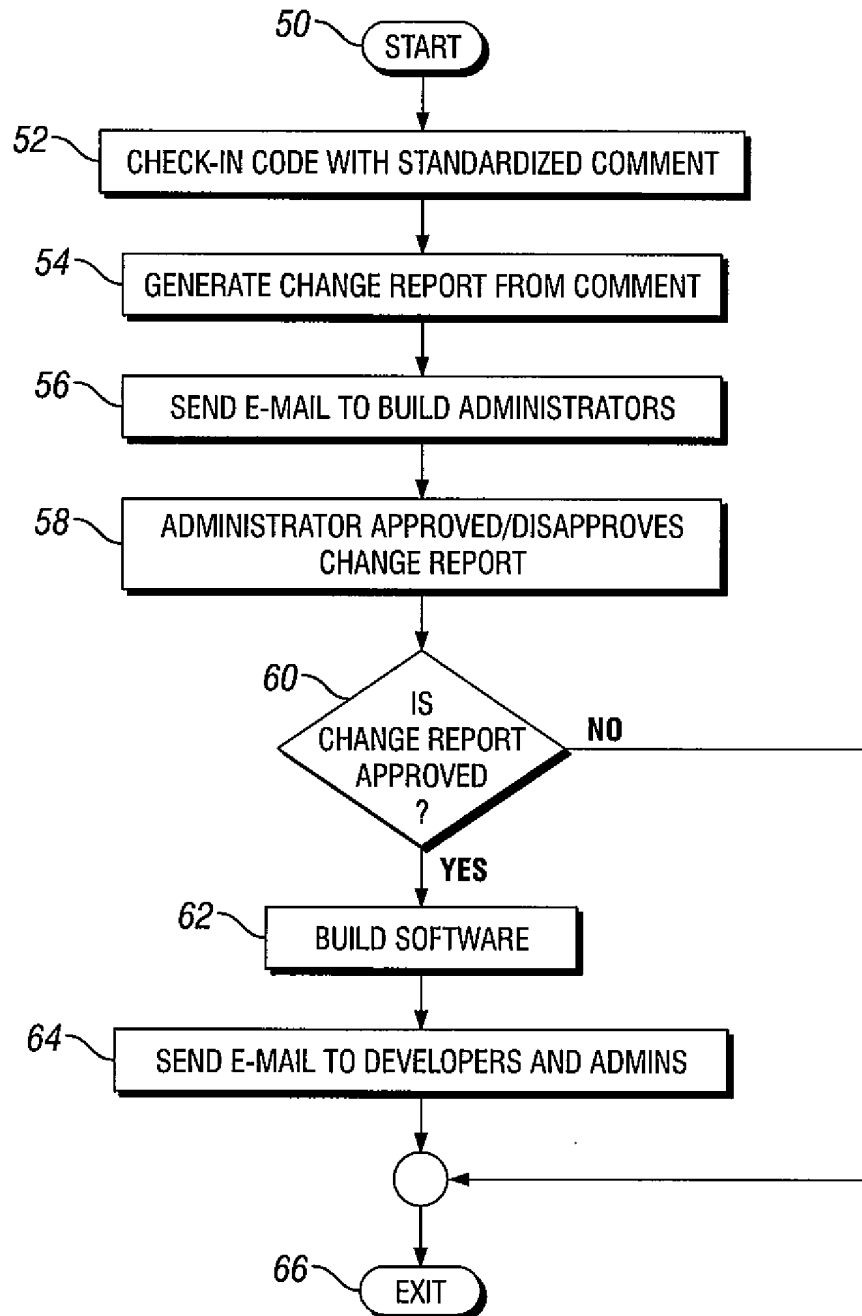 50
START
52
CHECK-IN CODE WITH STANDARDIZED COMMENT
54
GENERATE CHANGE REPORT FROM COMMENT
56
SEND E-MAIL TO BUILD ADMINISTRATORS
58
ADMINISTRATOR APPROVED/DISAPPROVES
CHANGE REPORT
60
IS
CHANGE REPORT
APPROVED
?
NO
YES
62
BUILD SOFTWARE
64
SEND E-MAIL TO DEVELOPERS AND ADMINS
66
EXIT